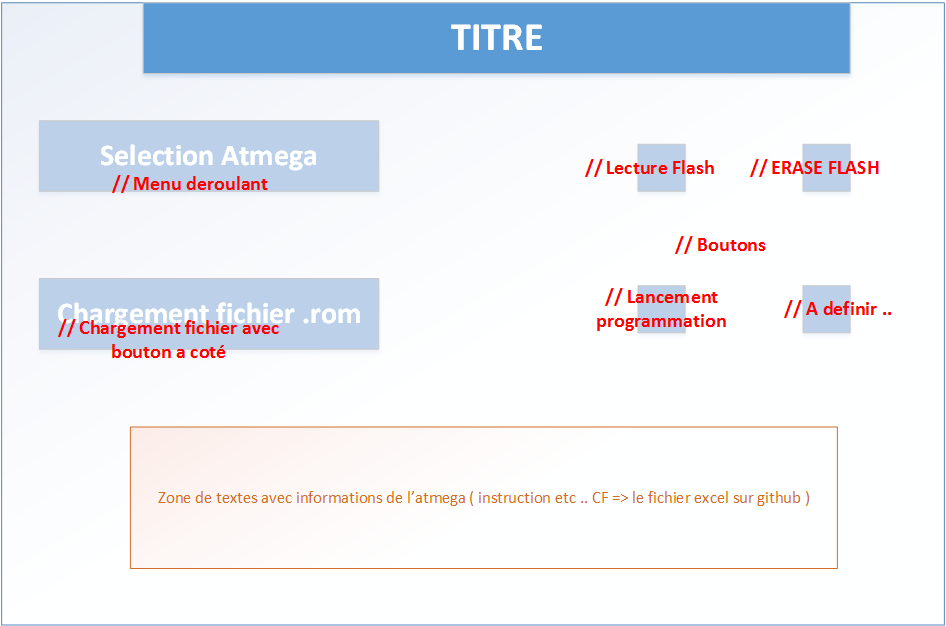 TITRE
Selection Atmega
// Menu deroulant
// Lecture Flash
// ERASE FLASH
// Boutons
Chargement fichier .rom
// Chargement fichier avec
bouton a coté
// Lancement
programmation
// A definir ..
Zone de textes avec informations de l'atmega ( instruction etc .. CF => le fichier excel sur github )